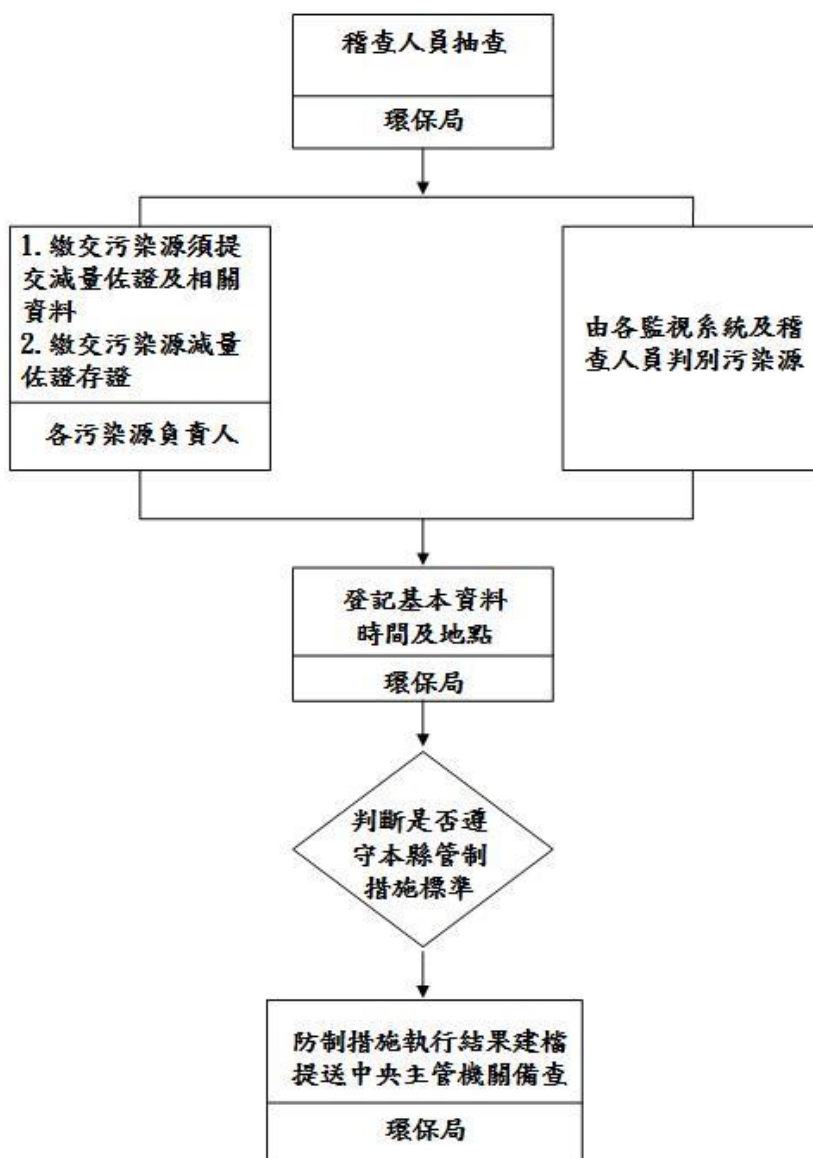 稽查人員抽查
環保局
1. 繳交污染源須提
交減量佐證及相關
資料
2. 繳交污染源減量
佐證存證
各污染源負責人
由各監視系統及稽
查人員判別污染源
登記基本資料
時間及地點
環保局
判斷是否遵
守本縣管制
措施標準
防制措施執行結果建檔
提送中央主管機關備查
環保局